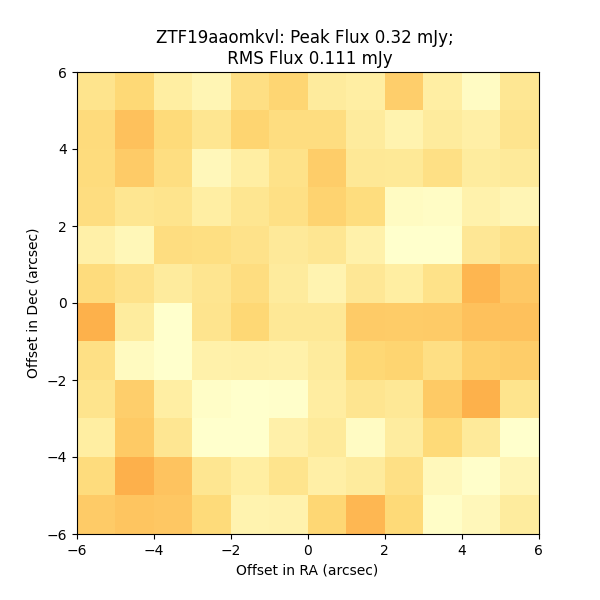 ZTF19aaomkvl: Peak Flux 0.32 mJy;
RMS Flux 0.111 mJy
6
4
2
0
−2
−4
−6
Offset in Dec (arcsec)
−6 −4 −2 0 2 4 6
Offset in RA (arcsec)